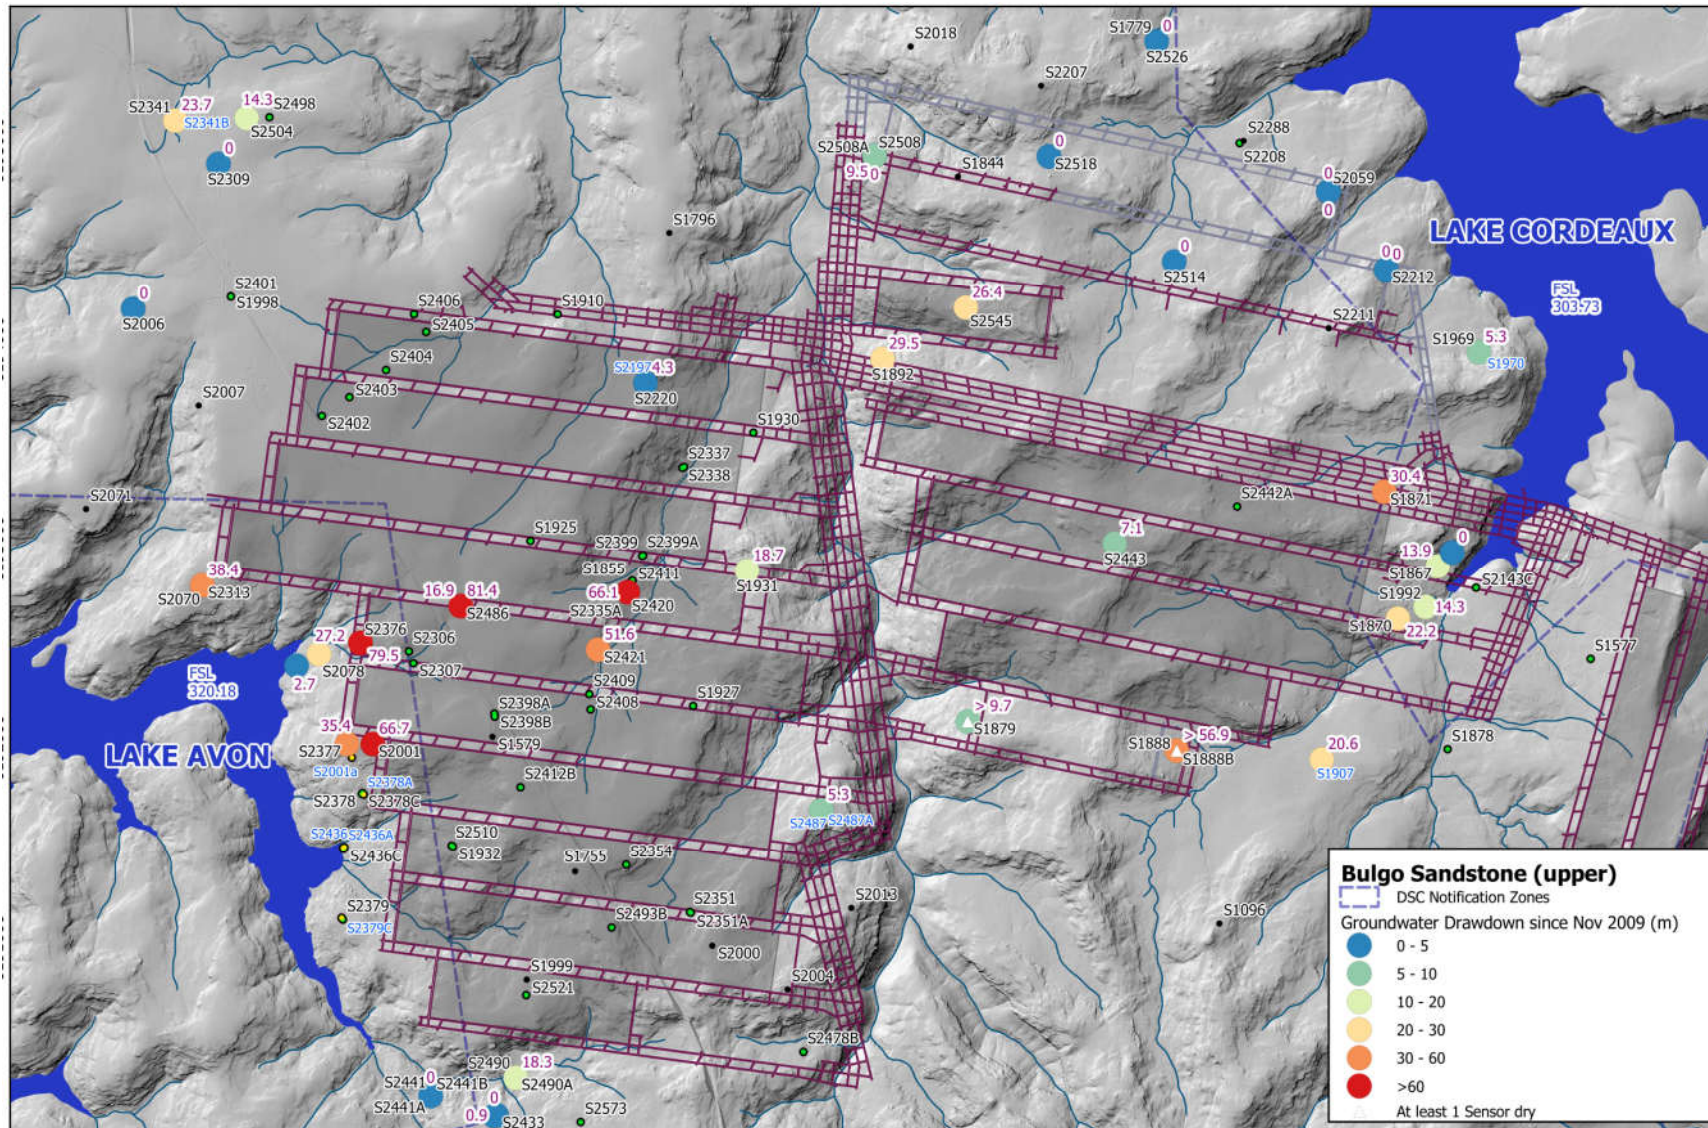 S2018
S1779
0
S2526
S2207
S2341
23.7
S2341B
14.3
S2498
S2504
0
S2309
S2508A
S2508
9.5
0
S1844
S2518
0
S2288
S2208
0
S2059
0
LAKE CORDEAUX
S1796
0
S2514
0
0
S2212
FSL
303.73
S2401
S1998
0
S2006
S2406
S2405
S1910
26.4
S2545
S2211
S1969
5.3
S1970
S2404
29.5
S1892
S2197
4.3
S2220
S2403
S2007
S2402
S1930
S2337
S2338
S2071
30.4
S1871
S2442A
S1925
S2399
S2399A
18.7
S1931
7.1
S2443
0
13.9
S1867
S2143C
S1855
S2411
38.4
S2070
S2313
16.9
81.4
S2486
66.1
S2420
S2335A
S1992
14.3
S1870
22.2
27.2
S2376
S2306
51.6
S2421
79.5
S2078
S2307
S1577
FSL
320.18
2.7
S2409
S2408
S1927
S2398A
S2398B
> 9.7
S1879
35.4
66.7
S2377
S2001
S1579
S1888
> 56.9
S1888B
20.6
S1907
S1878
LAKE AVON
S2001a
S2378A
S2378
S2378C
S2412B
5.3
S2487
S2487A
S2436
S2436A
S2436C
S2510
S1932
S1755
S2354
Bulgo Sandstone (upper)
DSC Notification Zones
Groundwater Drawdown since Nov 2009 (m)
0 - 5
5 - 10
10 - 20
20 - 30
30 - 60
>60
At least 1 Sensor dry
S2379
S2379C
S2351
S2351A
S2493B
S2013
S1096
S2000
S1999
S2521
S2004
S2478B
S2490
18.3
S2490A
S2441
0
S2441B
S2441A
0
0.9
S2433
S2573